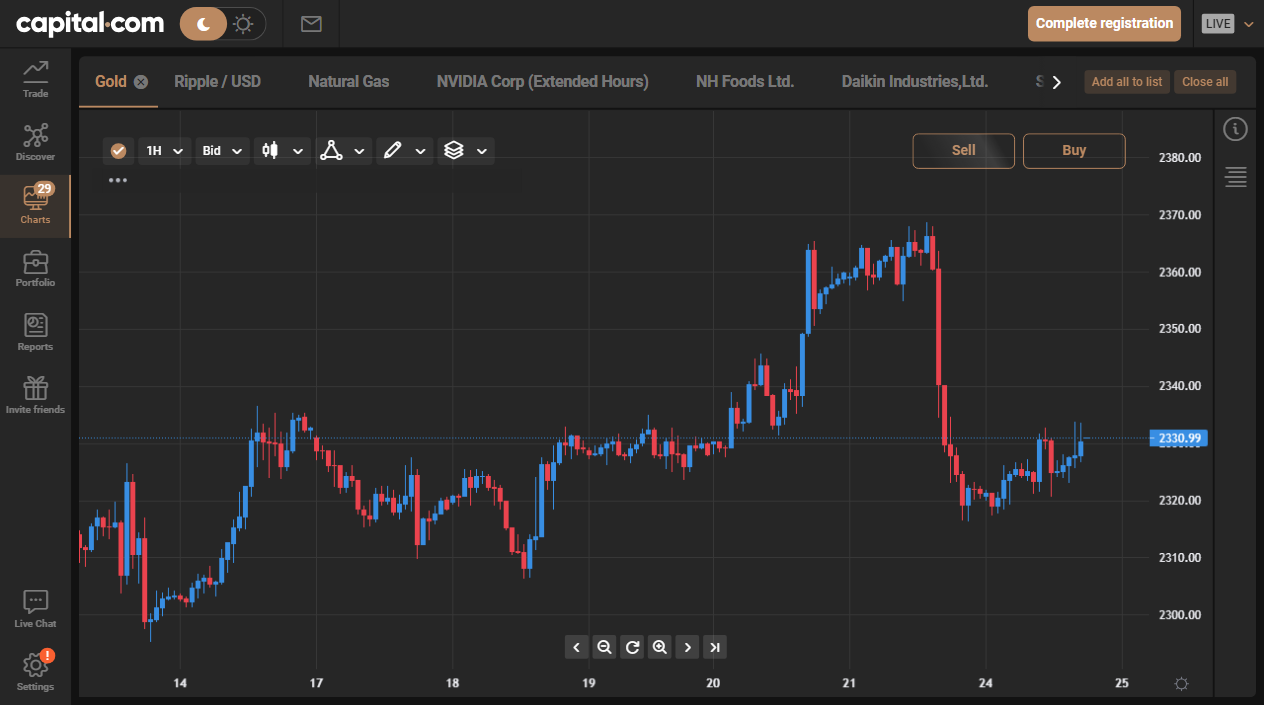 capital.com
Complete registration
LIVE
Trade
Discover
29
Charts
Portfolio
Reports
Invite friends
Live Chat
!
Settings
Gold Ripple / USD Natural Gas NVIDIA Corp (Extended Hours) NH Foods Ltd. Daikin Industries,Ltd. S
Add all to list Close all
1H Bid
Sell Buy
2380.00
2370.00
2360.00
2350.00
2340.00
2330.99
2320.00
2310.00
2300.00
14 17 18 19 20 21 24 25